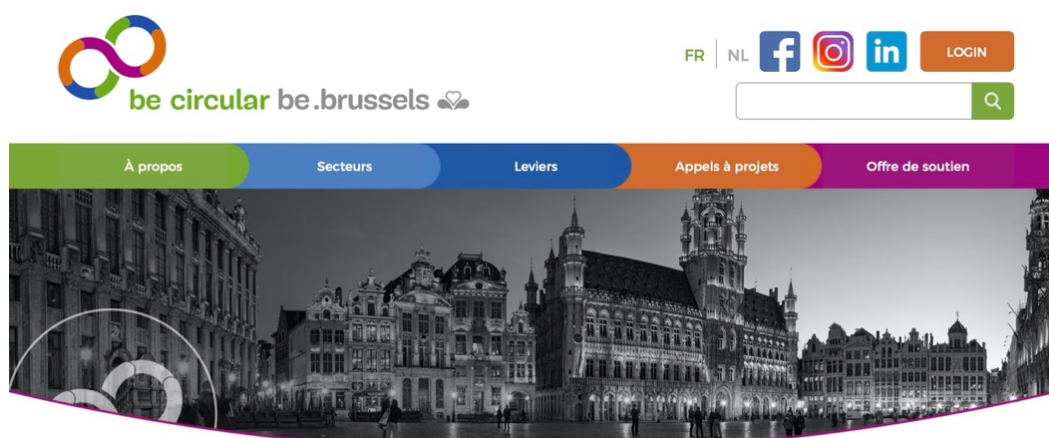 FR | NL
LOGIN
be circular be.brussels
À propos
Secteurs
Leviers
Appels à projets
Offre de soutien